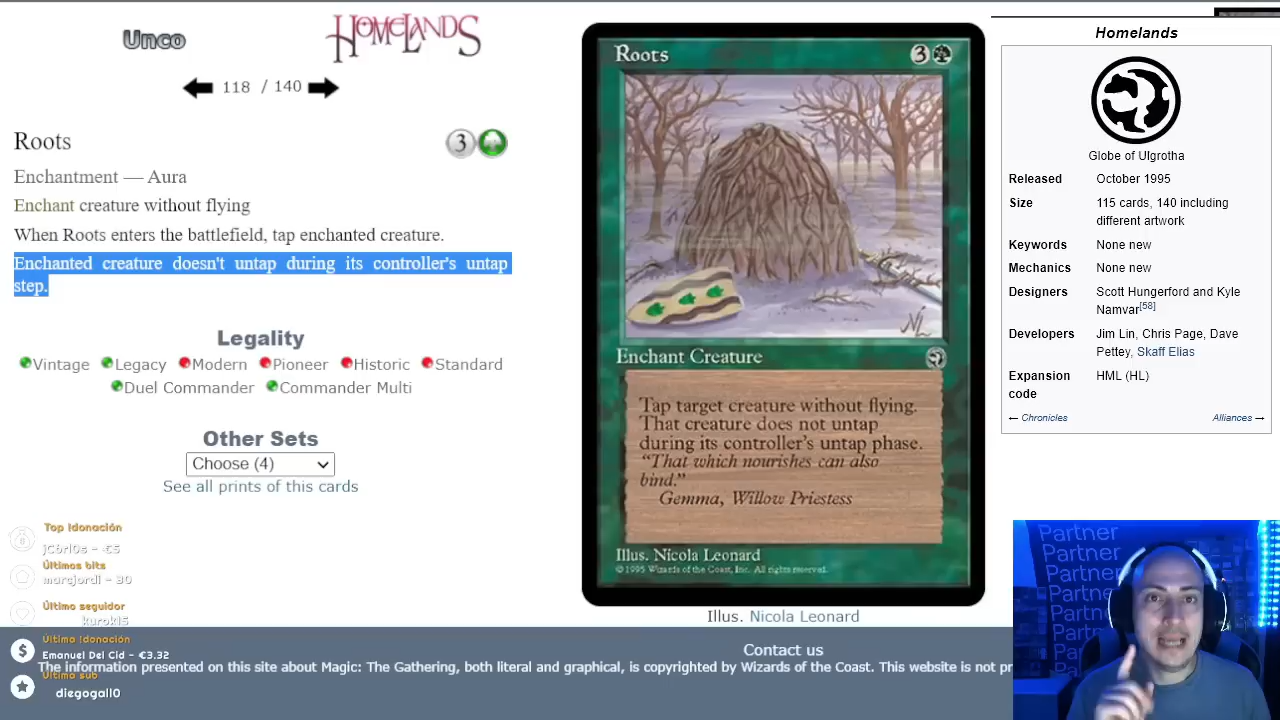 Unco
HOMELANDS
118 / 140
Roots
3
Enchantment — Aura
Enchant creature without flying
When Roots enters the battlefield, tap enchanted creature.
Enchanted creature doesn't untap during its controller's untap
step.
Legality
Vintage Legacy Modern Pioneer Historic Standard
Duel Commander Commander Multi
Other Sets
Choose (4)
See all prints of this cards
Top !donación
jCor10s - €5
Últimos bits
marcjordi - 30
Último seguidor
kurok15
Última !donación
Emanuel Del Cid - €3.32
Último sub
diegogall0
Roots
3
Enchant Creature
Tap target creature without flying.
That creature does not untap
during its controller's untap phase.
"That which nourishes can also
bind."
—Gemma, Willow Priestess
Illus. Nicola Leonard
© 1995 Wizards of the Coast, Inc. All rights reserved.
NL
Illus. Nicola Leonard
Contact us
The information presented on this site about Magic: The Gathering, both literal and graphical, is copyrighted by Wizards of the Coast. This website is not pr
Homelands
Globe of Ulgrotha
Released October 1995
Size 115 cards, 140 including
different artwork
Keywords None new
Mechanics None new
Designers Scott Hungerford and Kyle
Namvar[58]
Developers Jim Lin, Chris Page, Dave
Pettey, Skaff Elias
Expansion
code HML (HL)
← Chronicles Alliances →
Partner
Partner
Partner
Partner
Partner